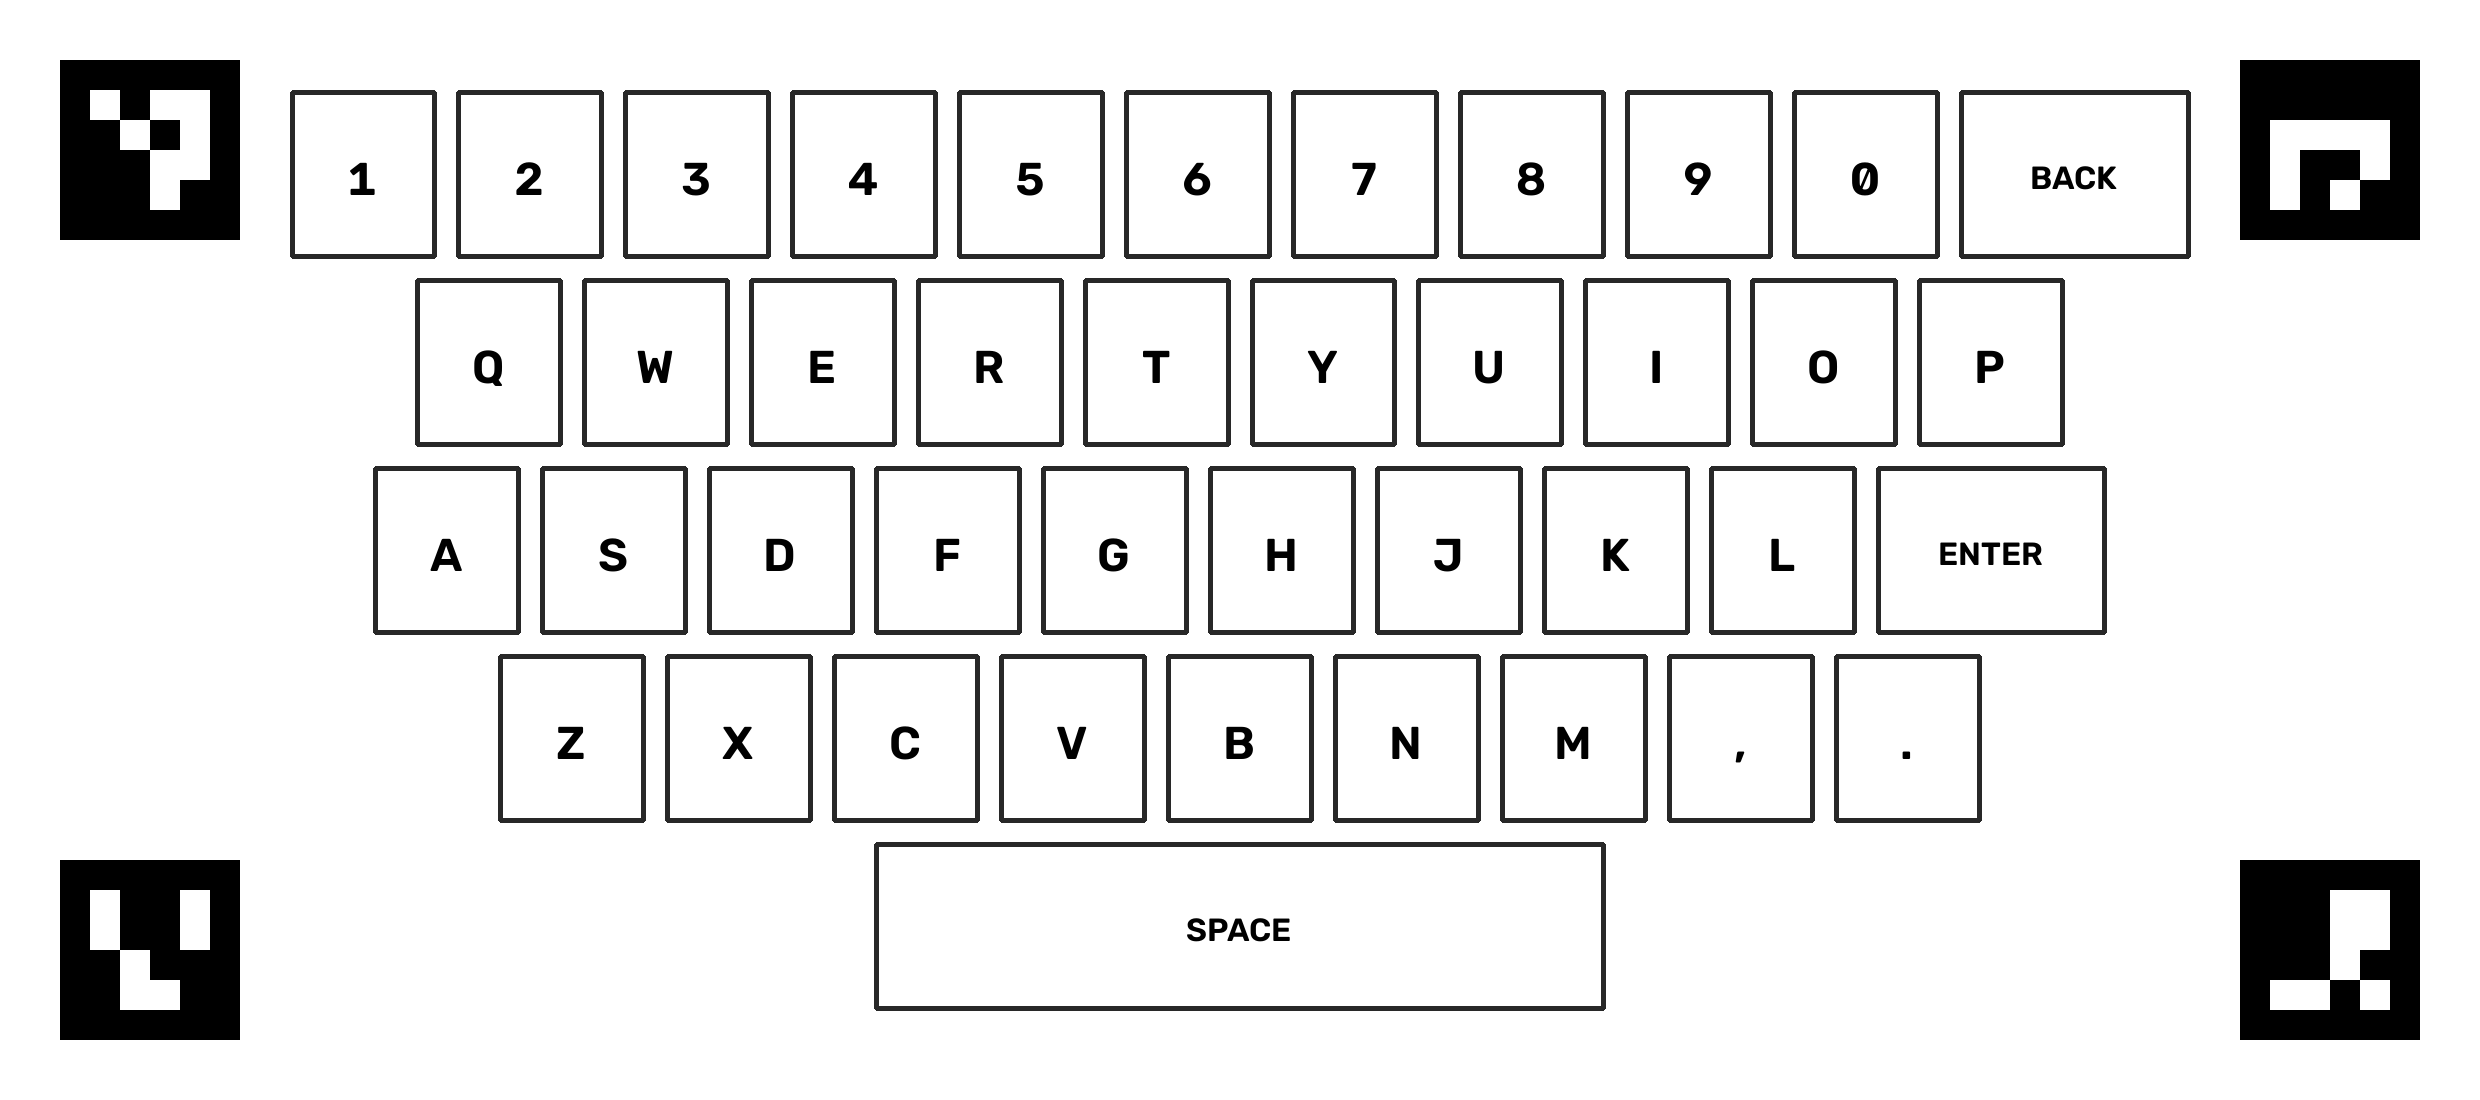 1 2 3 4 5 6 7 8 9 0 BACK
Q W E R T Y U I O P
A S D F G H J K L ENTER
Z X C V B N M , .
SPACE